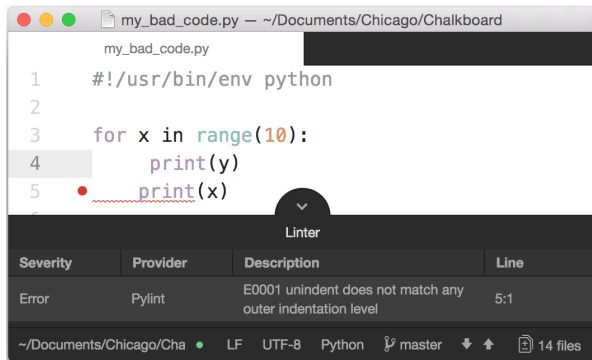 my_bad_code.py — ~/Documents/Chicago/Chalkboard
my_bad_code.py
1 #!/usr/bin/env python
2
3 for x in range(10):
4 print(y)
5 print(x)
Linter
Severity Provider Description Line
Error Pylint E0001 unindent does not match any
outer indentation level 5:1
~/Documents/Chicago/Cha LF UTF-8 Python master 14 files